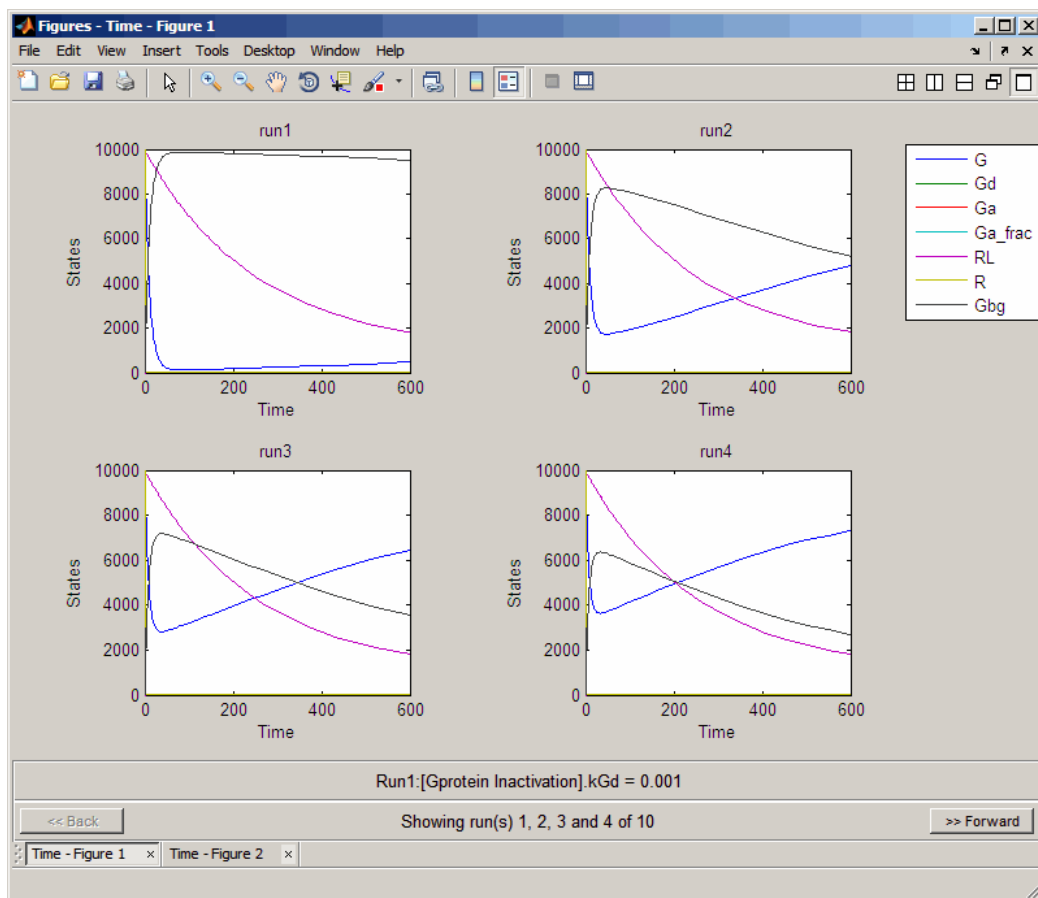 Figures - Time - Figure 1
File Edit View Insert Tools Desktop Window Help
run1
10000
8000
6000
4000
2000
0
States
0 200 400 600
Time
run2
10000
8000
6000
4000
2000
0
States
0 200 400 600
Time
G
Gd
Ga
Ga_frac
RL
R
Gbg
run3
10000
8000
6000
4000
2000
0
States
0 200 400 600
Time
run4
10000
8000
6000
4000
2000
0
States
0 200 400 600
Time
Run1:[Gprotein Inactivation].kGd = 0.001
<< Back
Showing run(s) 1, 2, 3 and 4 of 10
>> Forward
Time - Figure 1 × Time - Figure 2 ×